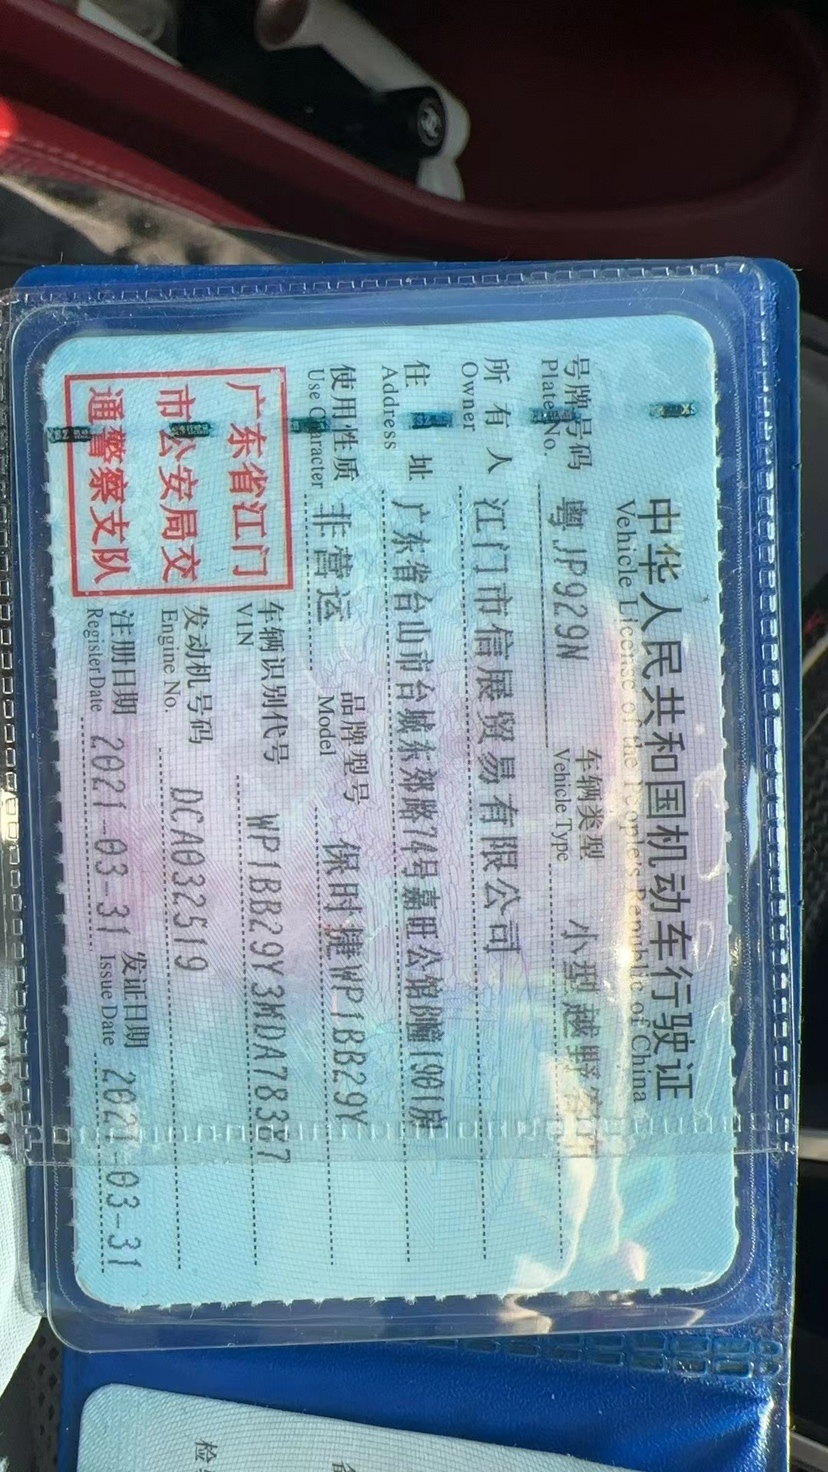 中华人民共和国机动车行驶证
Vehicle License of the People's Republic of China
号牌号码 粤JP929N 车辆类型 小型越野客车
Plate No. Vehicle Type
所有人 江门市信展贸易有限公司
Owner
住址 广东省台山市台城东郊路74号嘉旺公馆B幢1901房
Address
使用性质 非营运 品牌型号 保时捷WP1BB29Y
Use Character Model
广东省江门
市公安局交
通警察支队
车辆识别代号 WP1BB29Y3MDA78337
VIN
发动机号码 DCA032519
Engine No.
注册日期 2021-03-31 发证日期 2021-03-31
Register Date Issue Date
检